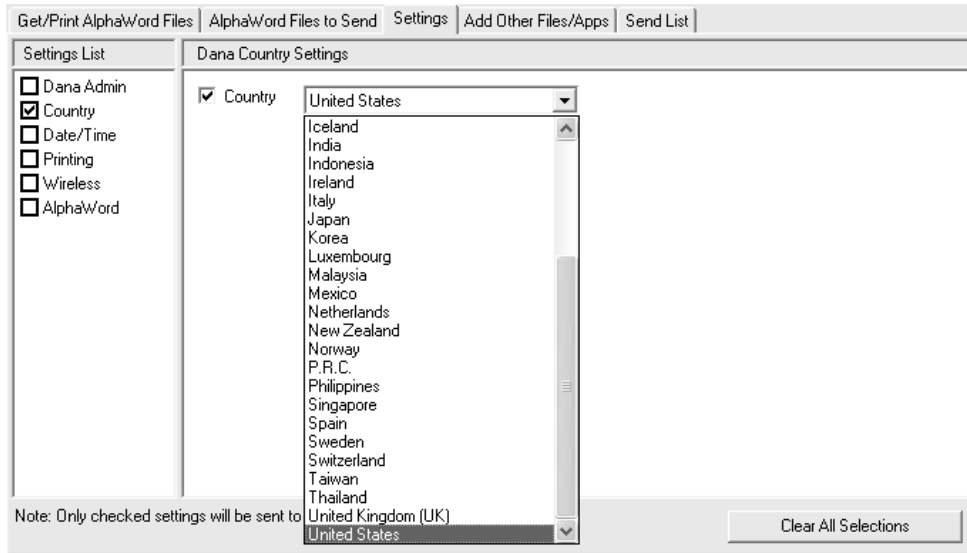 Get/Print AlphaWord Files AlphaWord Files to Send Settings Add Other Files/Apps Send List
Settings List Dana Country Settings
Dana Admin
Country
Date/Time
Printing
Wireless
AlphaWord
Country United States
Iceland
India
Indonesia
Ireland
Italy
Japan
Korea
Luxembourg
Malaysia
Mexico
Netherlands
New Zealand
Norway
P.R.C.
Philippines
Singapore
Spain
Sweden
Switzerland
Taiwan
Thailand
United Kingdom (UK)
United States
Note: Only checked settings will be sent to
Clear All Selections